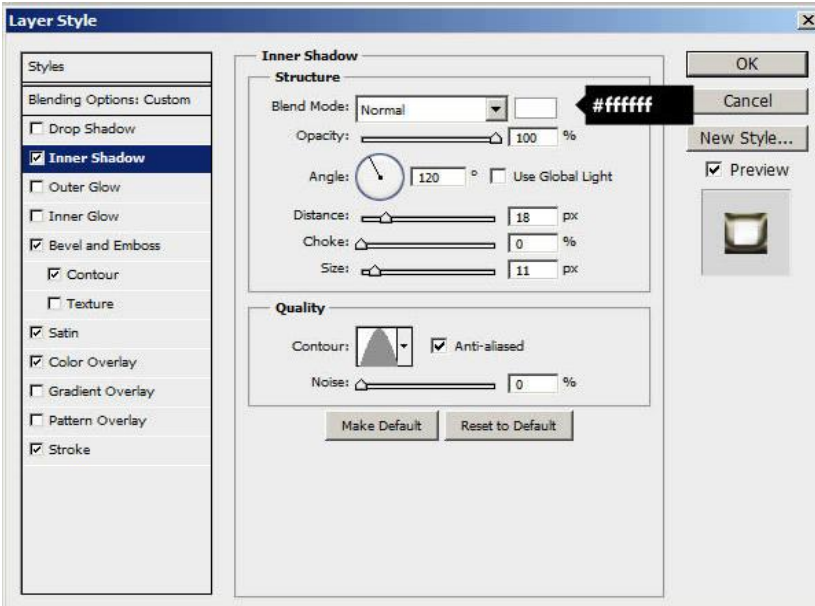 Layer Style
Styles
Blending Options: Custom
Drop Shadow
Inner Shadow
Outer Glow
Inner Glow
Bevel and Emboss
Contour
Texture
Satin
Color Overlay
Gradient Overlay
Pattern Overlay
Stroke
Inner Shadow
Structure
Blend Mode: Normal #ffffff
Opacity: 100 %
Angle: 120 ° Use Global Light
Distance: 18 px
Choke: 0 %
Size: 11 px
Quality
Contour: Anti-aliased
Noise: 0 %
Make Default Reset to Default
OK
Cancel
New Style...
Preview